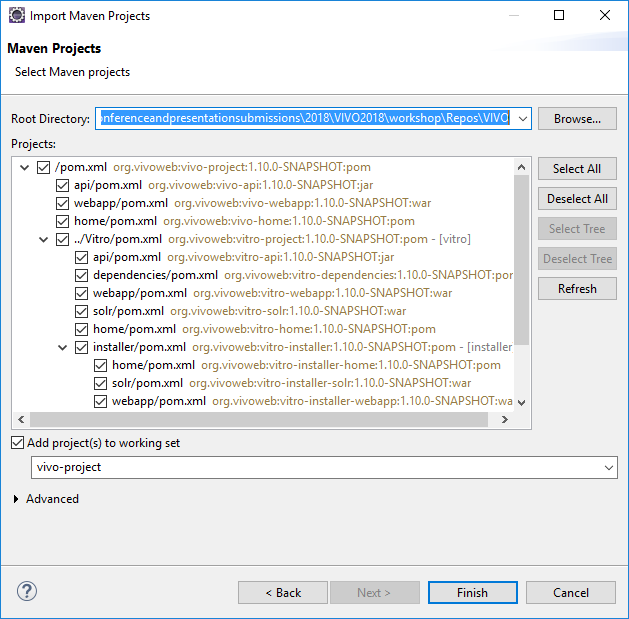 Import Maven Projects
Maven Projects
Select Maven projects
Root Directory: onferenceandpresentationsubmissions\2018\VIVO2018\workshop\Repos\VIVO Browse...
Projects:
/pom.xml org.vivoweb:vivo-project:1.10.0-SNAPSHOT:pom Select All
api/pom.xml org.vivoweb:vivo-api:1.10.0-SNAPSHOT:jar
webapp/pom.xml org.vivoweb:vivo-webapp:1.10.0-SNAPSHOT:war Deselect All
home/pom.xml org.vivoweb:vivo-home:1.10.0-SNAPSHOT:pom Select Tree
../Vitro/pom.xml org.vivoweb:vitro-project:1.10.0-SNAPSHOT:pom - [vitro]
api/pom.xml org.vivoweb:vitro-api:1.10.0-SNAPSHOT:jar Deselect Tree
dependencies/pom.xml org.vivoweb:vitro-dependencies:1.10.0-SNAPSHOT:por
webapp/pom.xml org.vivoweb:vitro-webapp:1.10.0-SNAPSHOT:war Refresh
solr/pom.xml org.vivoweb:vitro-solr:1.10.0-SNAPSHOT:war
home/pom.xml org.vivoweb:vitro-home:1.10.0-SNAPSHOT:pom
installer/pom.xml org.vivoweb:vitro-installer:1.10.0-SNAPSHOT:pom - [installer
home/pom.xml org.vivoweb:vitro-installer-home:1.10.0-SNAPSHOT:pom
solr/pom.xml org.vivoweb:vitro-installer-solr:1.10.0-SNAPSHOT:war
webapp/pom.xml org.vivoweb:vitro-installer-webapp:1.10.0-SNAPSHOT:wa
Add project(s) to working set
vivo-project
Advanced
? < Back Next > Finish Cancel